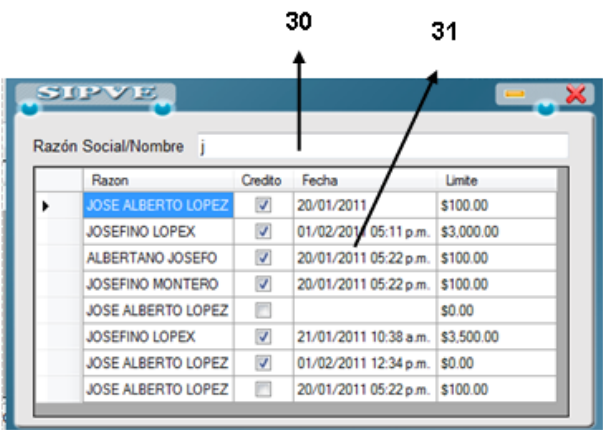 30
31
SIPVE
Razón Social/Nombre j
Razon Credito Fecha Limite
JOSE ALBERTO LOPEZ 20/01/2011 $100.00
JOSEFINO LOPEX 01/02/2011 05:11 p.m. $3,000.00
ALBERTANO JOSEFO 20/01/2011 05:22 p.m. $100.00
JOSEFINO MONTERO 20/01/2011 05:22 p.m. $100.00
JOSE ALBERTO LOPEZ $0.00
JOSEFINO LOPEX 21/01/2011 10:38 a.m. $3,500.00
JOSE ALBERTO LOPEZ 01/02/2011 12:34 p.m. $0.00
JOSE ALBERTO LOPEZ 20/01/2011 05:22 p.m. $100.00